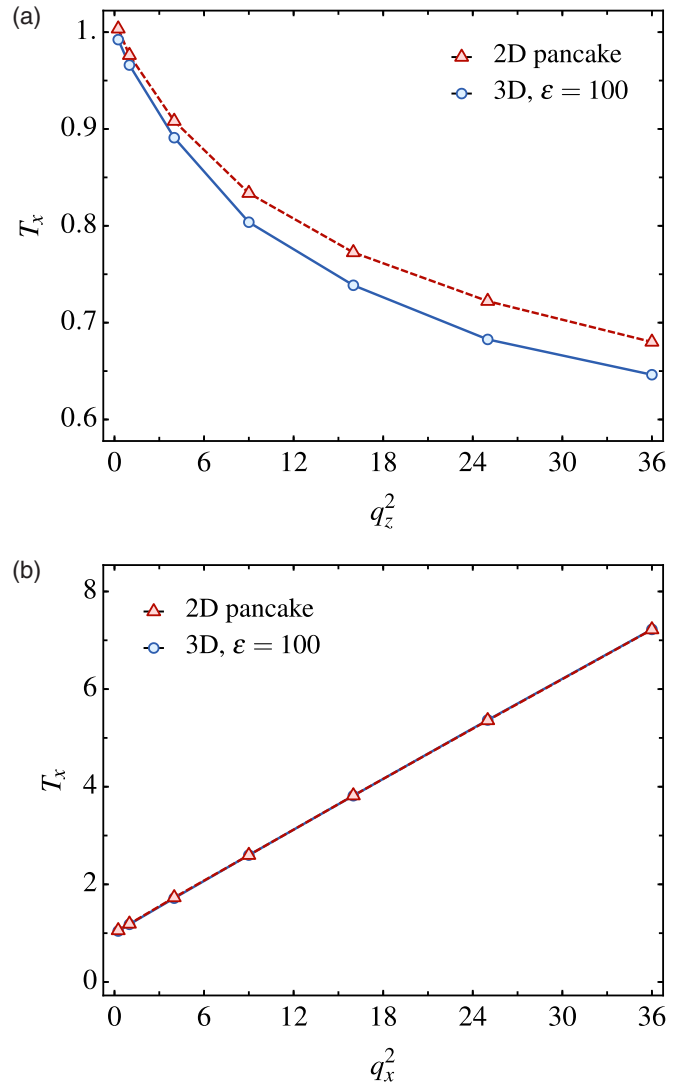 (a)
1.
0.9
0.8
0.7
0.6
T_x
2D pancake
3D, ε = 100
0 6 12 18 24 30 36
q_z^2
(b)
8
6
4
2
0
T_x
2D pancake
3D, ε = 100
0 6 12 18 24 30 36
q_x^2